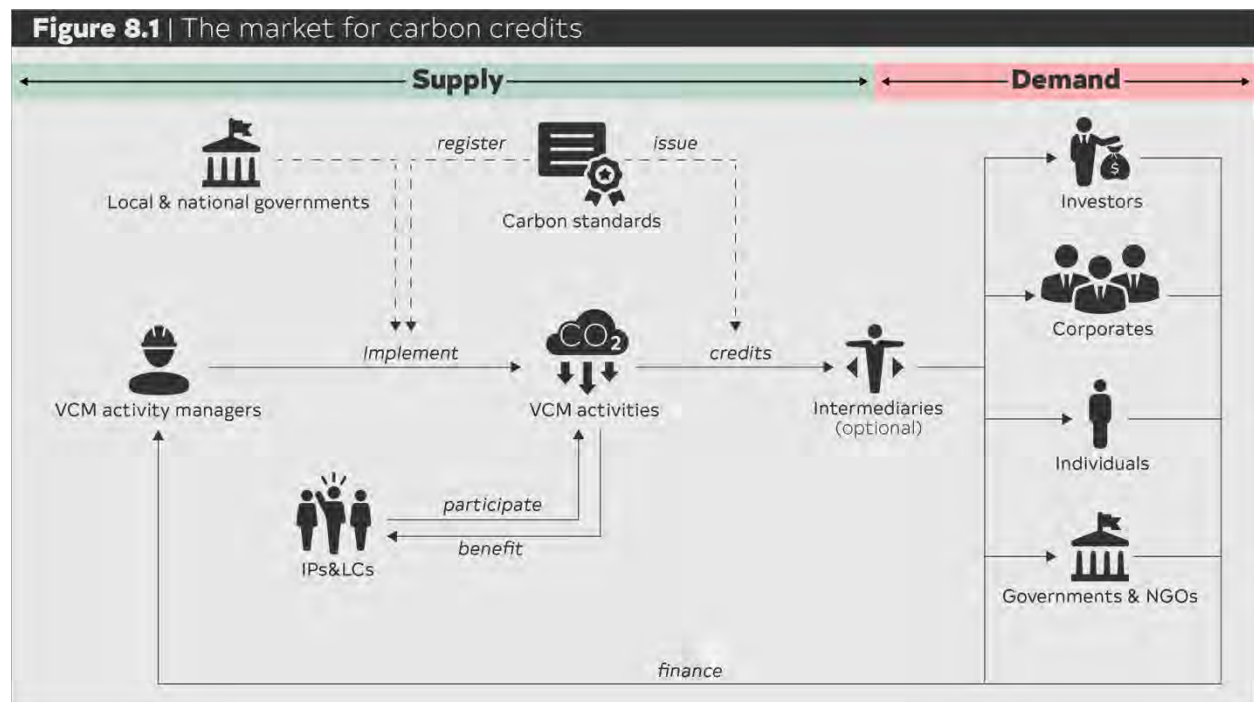 Figure 8.1 | The market for carbon credits
Supply
Demand
register
issue
Local & national governments
Carbon standards
Investors
$
Corporates
CO2
Implement
credits
VCM activity managers
VCM activities
Intermediaries
(optional)
Individuals
participate
benefit
IPs&LCs
Governments & NGOs
finance